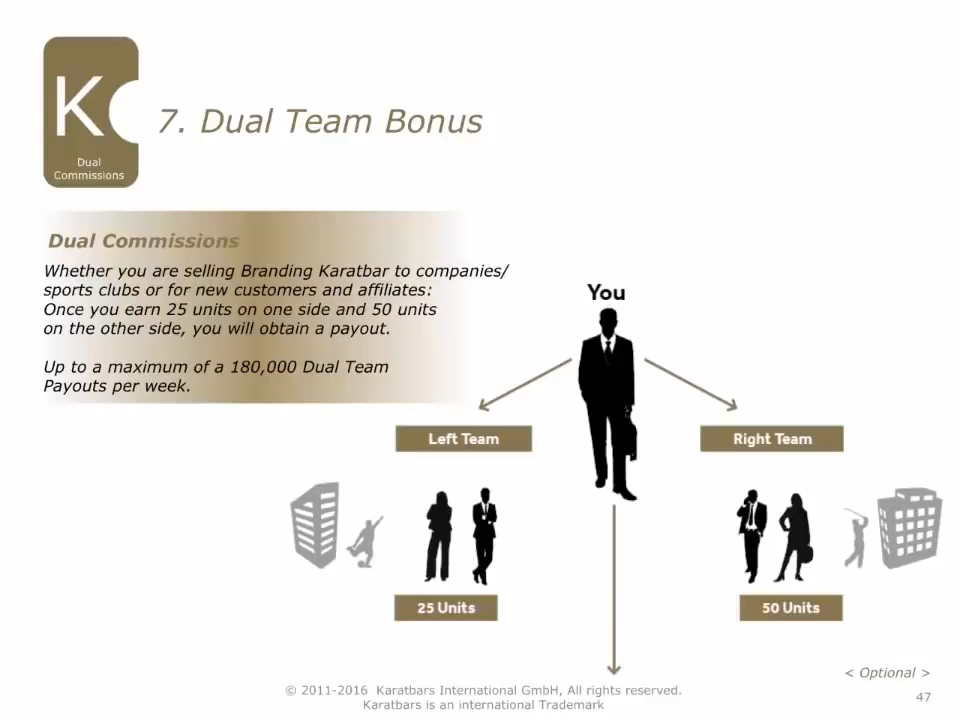 K
Dual
Commissions
7. Dual Team Bonus
Dual Commissions
Whether you are selling Branding Karatbar to companies/
sports clubs or for new customers and affiliates:
Once you earn 25 units on one side and 50 units
on the other side, you will obtain a payout.
Up to a maximum of a 180,000 Dual Team
Payouts per week.
You
Left Team
Right Team
25 Units
50 Units
< Optional >
© 2011-2016 Karatbars International GmbH, All rights reserved.
Karatbars is an international Trademark
47